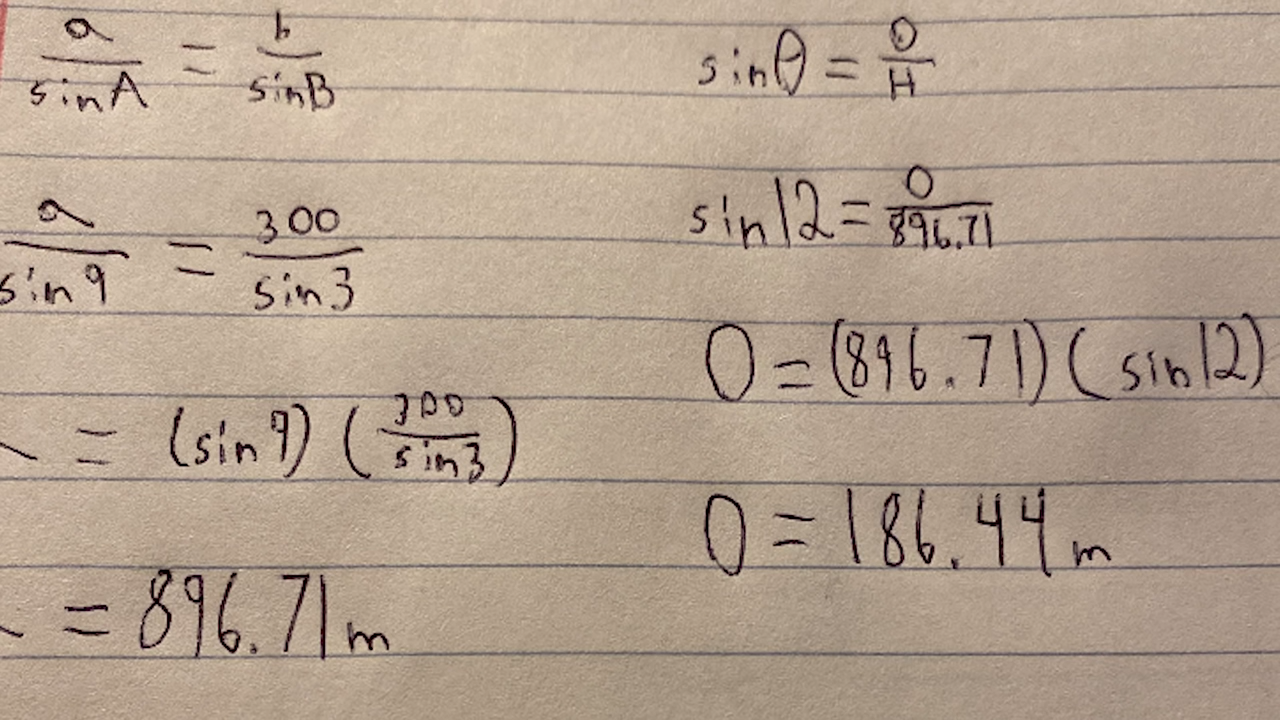 a/sinA = b/sinB
a/sin9 = 300/sin3
= (sin9)(300/sin3)
= 896.71m
sinθ = O/H
sin12 = O/896.71
O = (896.71)(sin12)
O = 186.44m